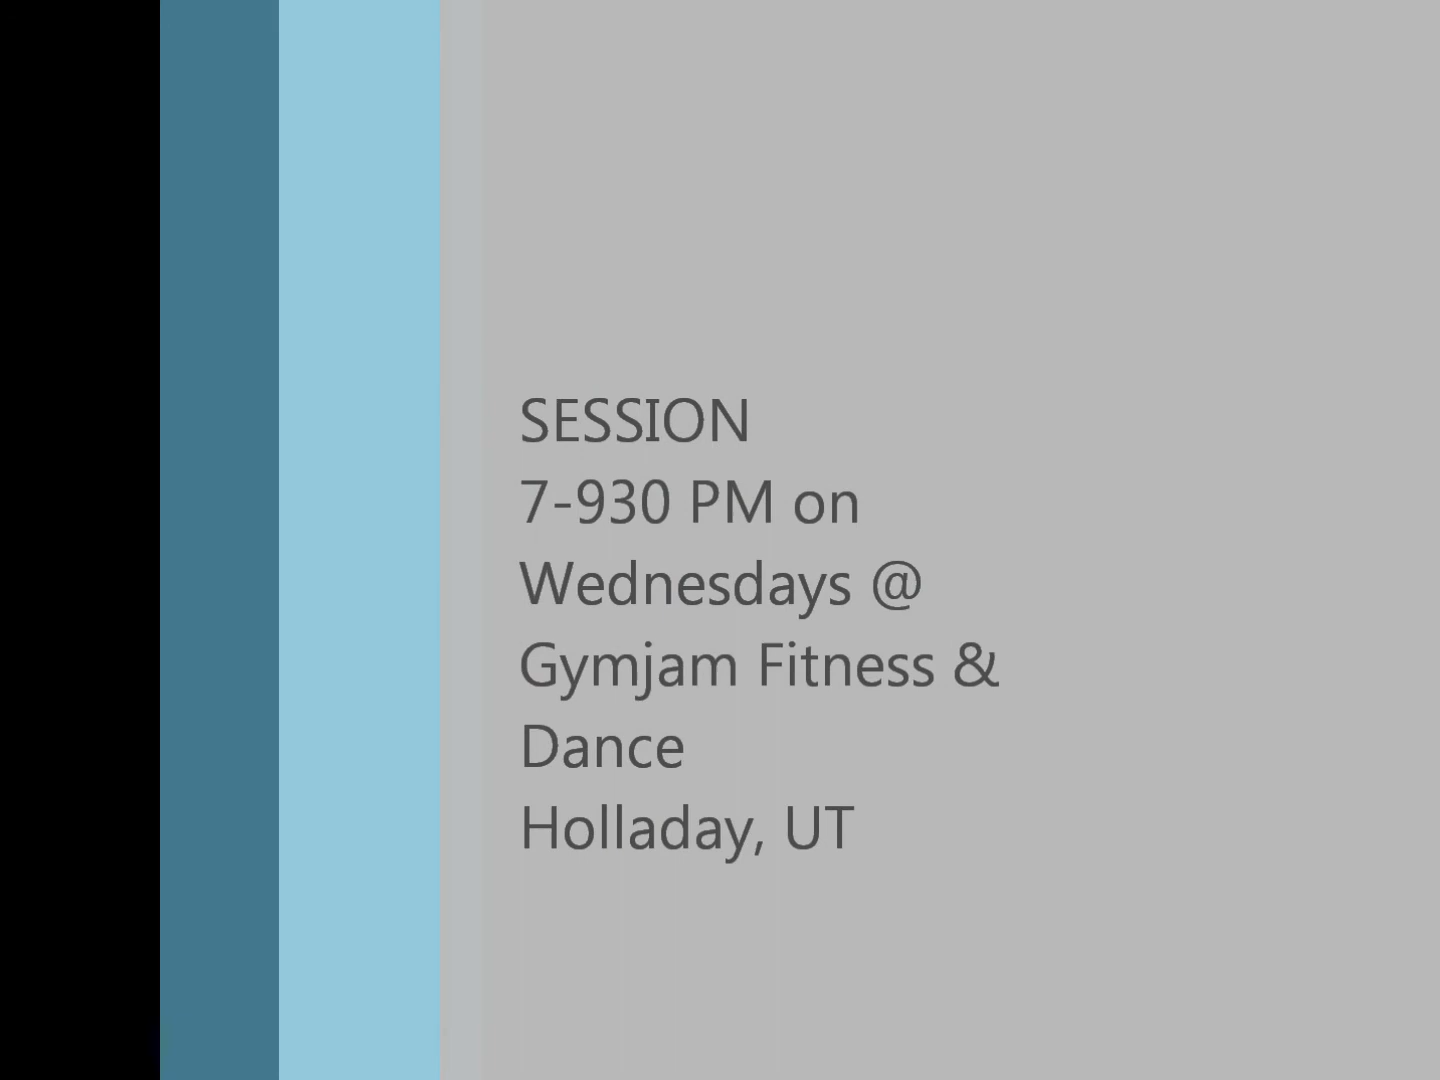 SESSION
7-930 PM on
Wednesdays @
Gymjam Fitness &
Dance
Holladay, UT